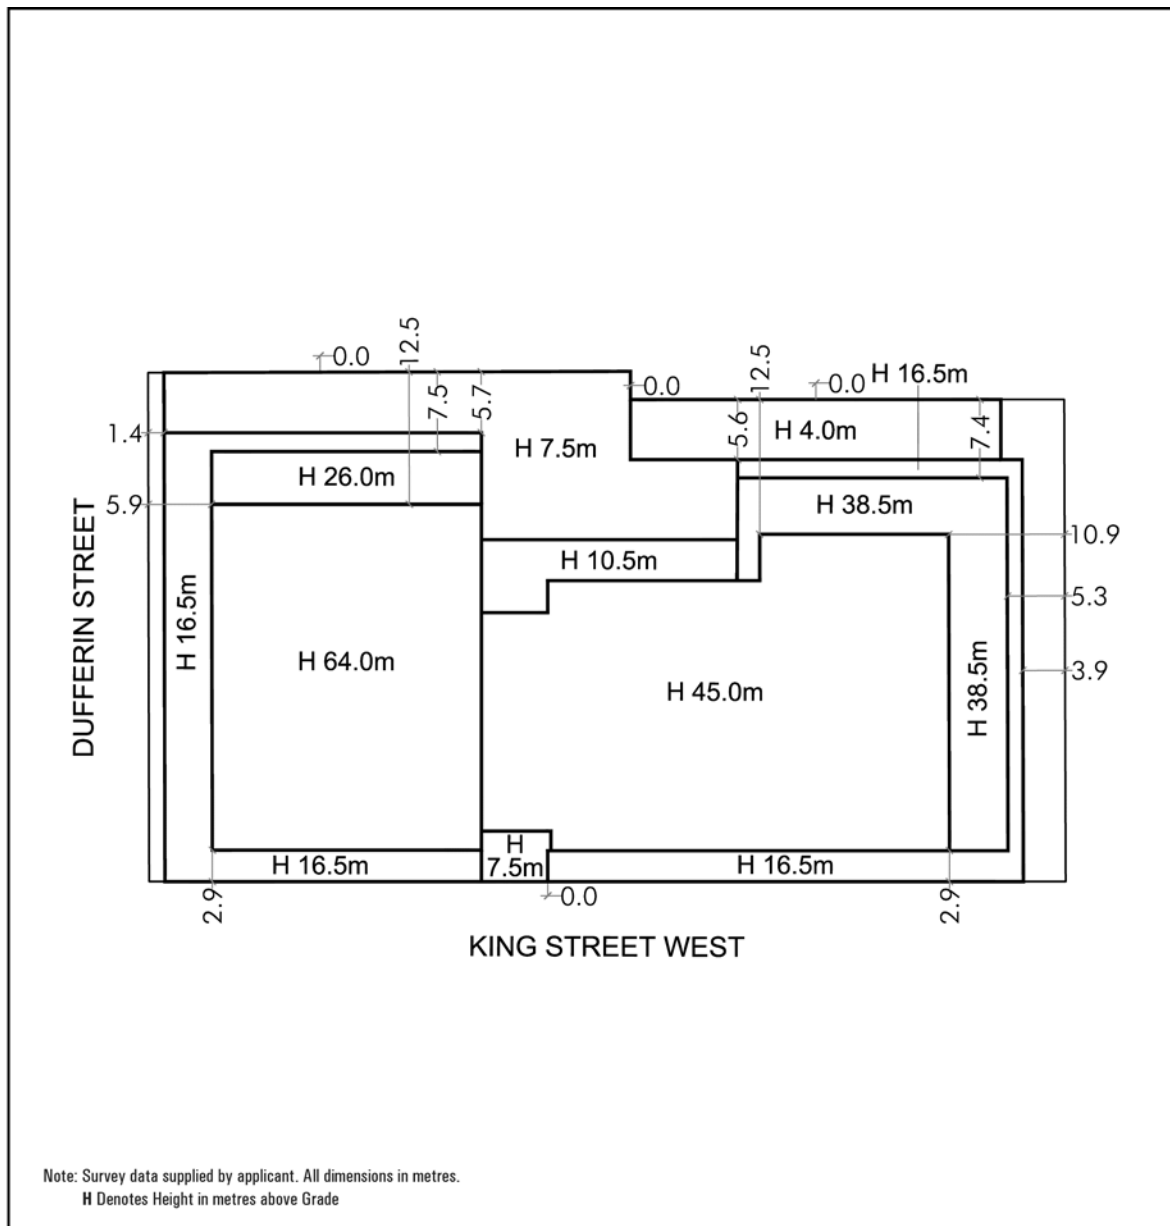 12.5
0.0
12.5
0.0
0.0
H 16.5m
7.5
5.7
5.6
H 4.0m
7.4
1.4
H 7.5m
H 26.0m
H 38.5m
5.9
10.9
H 10.5m
5.3
DUFFERIN STREET
H 16.5m
H 64.0m
H 45.0m
H 38.5m
3.9
H
7.5m
H 16.5m
H 16.5m
2.9
0.0
2.9
KING STREET WEST
Note: Survey data supplied by applicant. All dimensions in metres.
H Denotes Height in metres above Grade